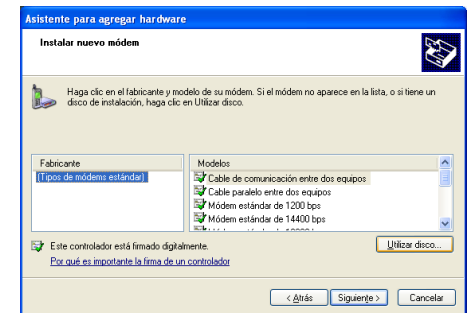 Asistente para agregar hardware
Instalar nuevo módem
Haga clic en el fabricante y modelo de su módem. Si el módem no aparece en la lista, o si tiene un
disco de instalación, haga clic en Utilizar disco.
Fabricante
(Tipos de módems estándar)
Modelos
Cable de comunicación entre dos equipos
Cable paralelo entre dos equipos
Módem estándar de 1200 bps
Módem estándar de 14400 bps
Este controlador está firmado digitalmente.
Por qué es importante la firma de un controlador
Utilizar disco...
< Atrás
Siguiente >
Cancelar